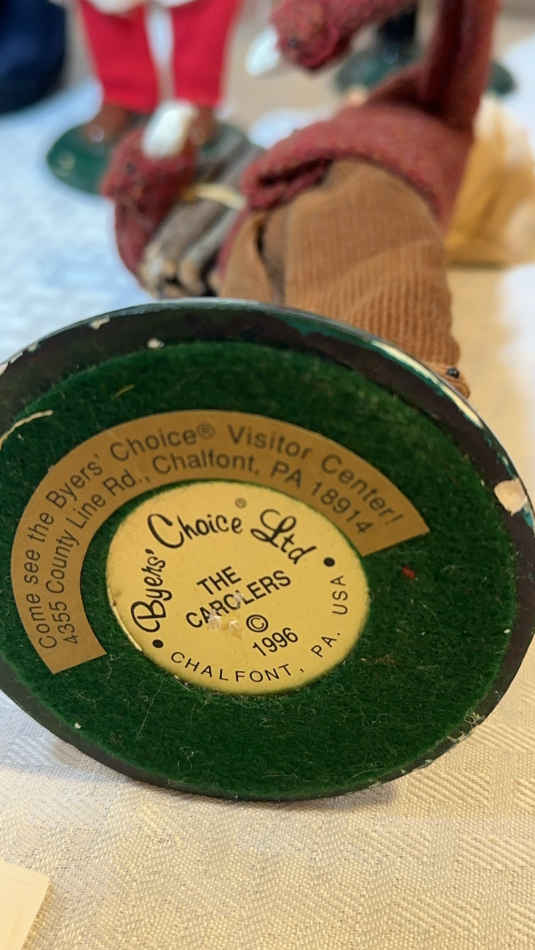 Come see the Byers' Choice® Visitor Center!
4355 County Line Rd., Chalfont, PA 18914
Byers' Choice® Ltd
THE
CAROLERS
©
1996
CHALFONT, PA. USA